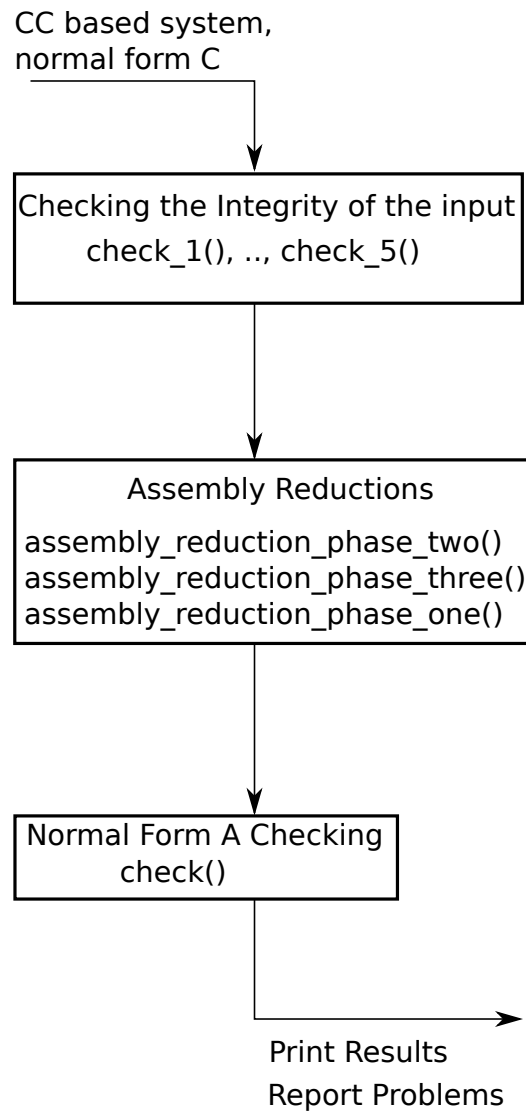 CC based system,
normal form C
Checking the Integrity of the input
check_1(), .., check_5()
Assembly Reductions
assembly_reduction_phase_two()
assembly_reduction_phase_three()
assembly_reduction_phase_one()
Normal Form A Checking
check()
Print Results
Report Problems